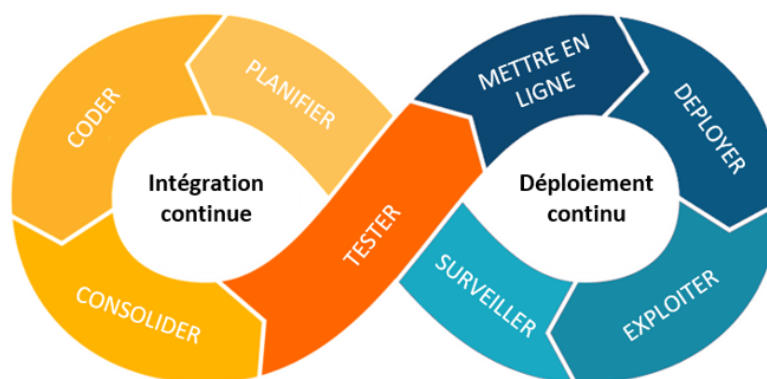 PLANIFIER
CODER
CONSOLIDER
TESTER
METTRE EN
LIGNE
DEPLOYER
EXPLOITER
SURVEILLER
Intégration
continue
Déploiement
continu